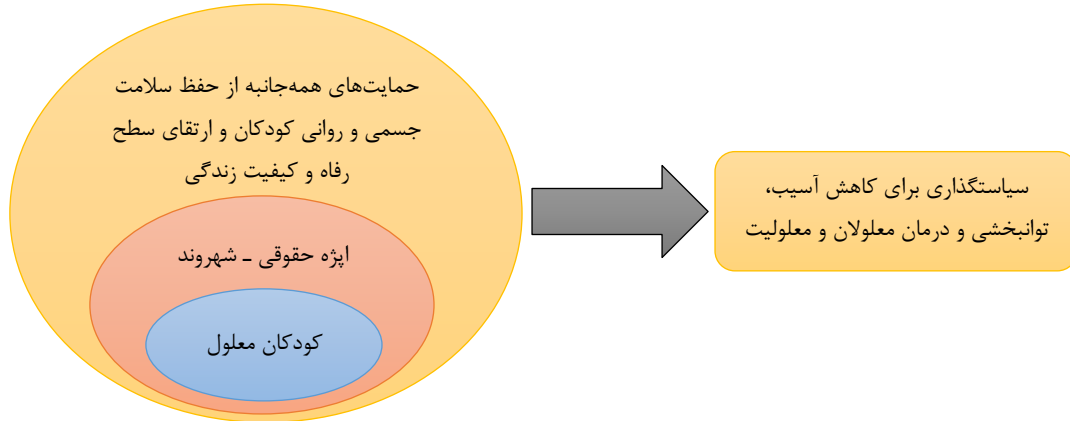 حمایت‌های همه‌جانبه از حفظ سلامت
جسمی و روانی کودکان و ارتقای سطح
رفاه و کیفیت زندگی
اپژه حقوقی ـ شهروند
کودکان معلول
سیاستگذاری برای کاهش آسیب،
توانبخشی و درمان معلولان و معلولیت